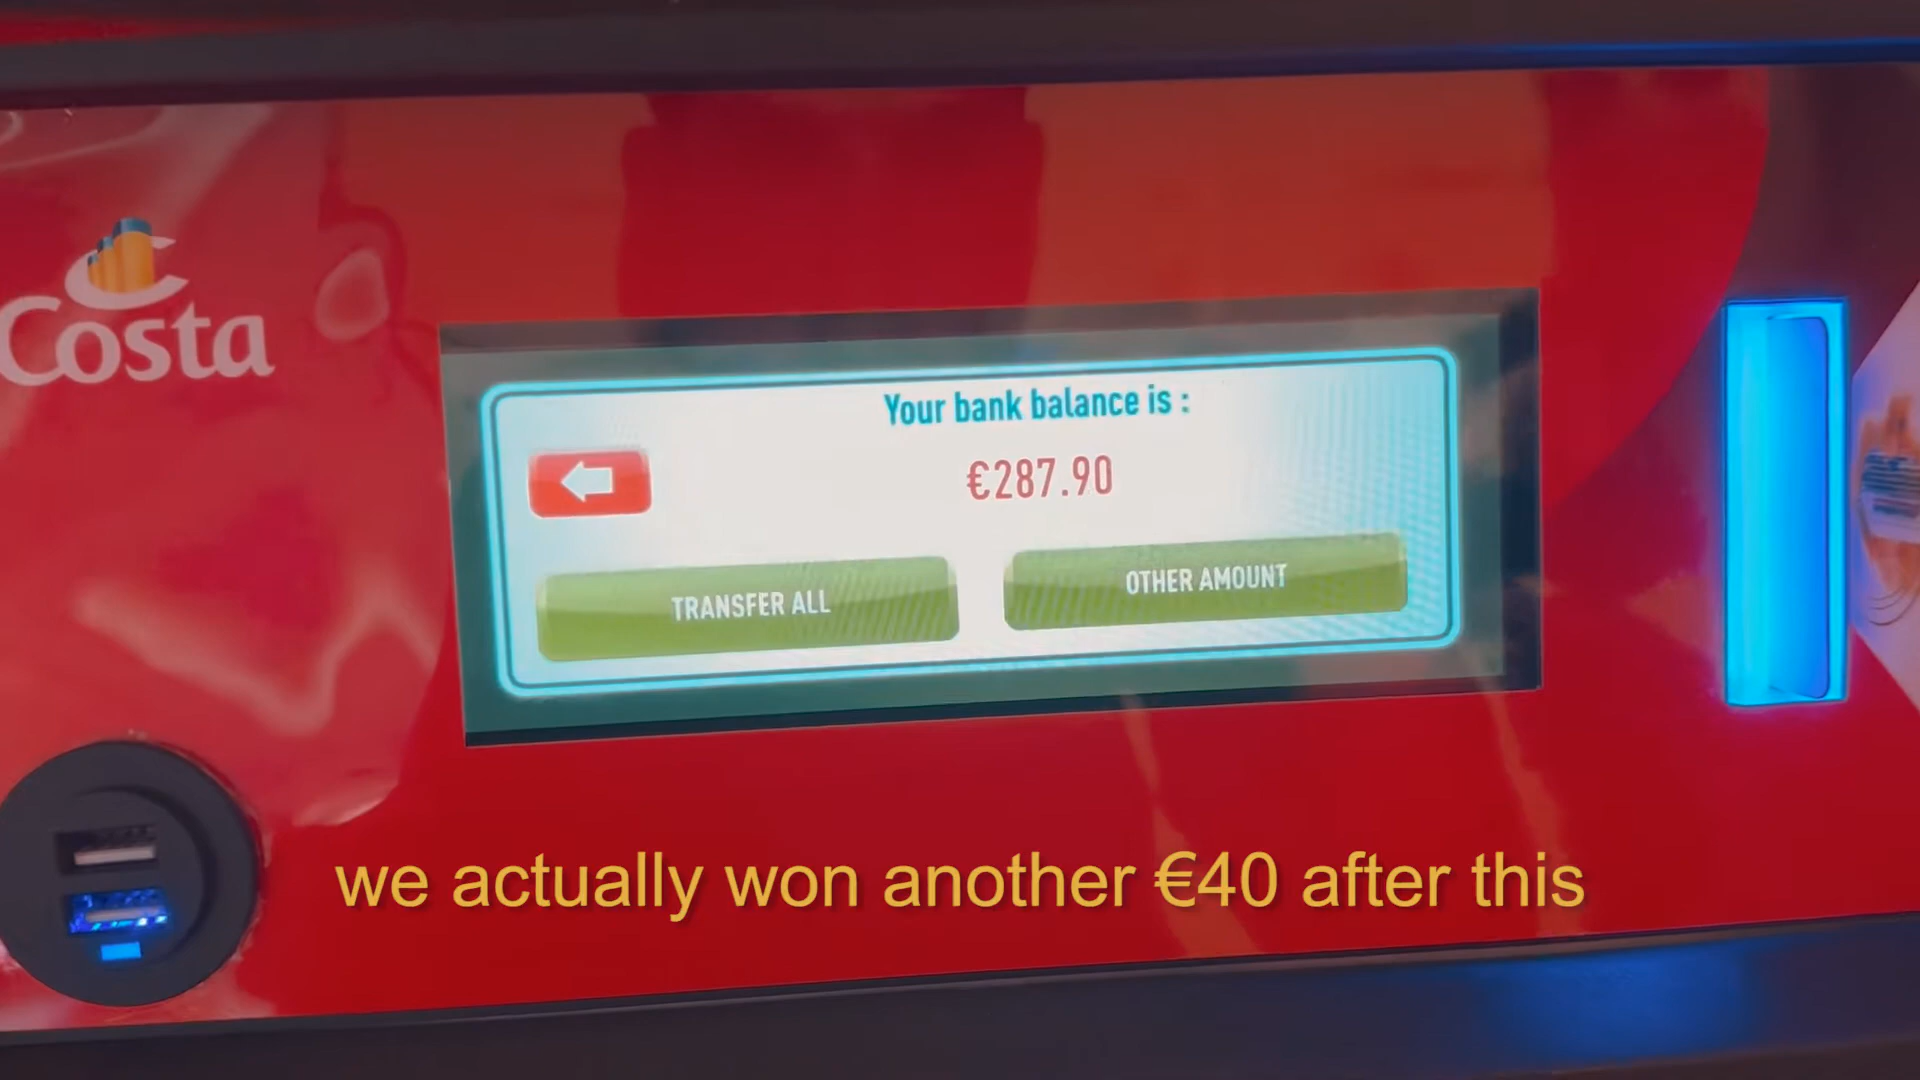 Costa
Your bank balance is :
€287.90
TRANSFER ALL
OTHER AMOUNT
we actually won another €40 after this